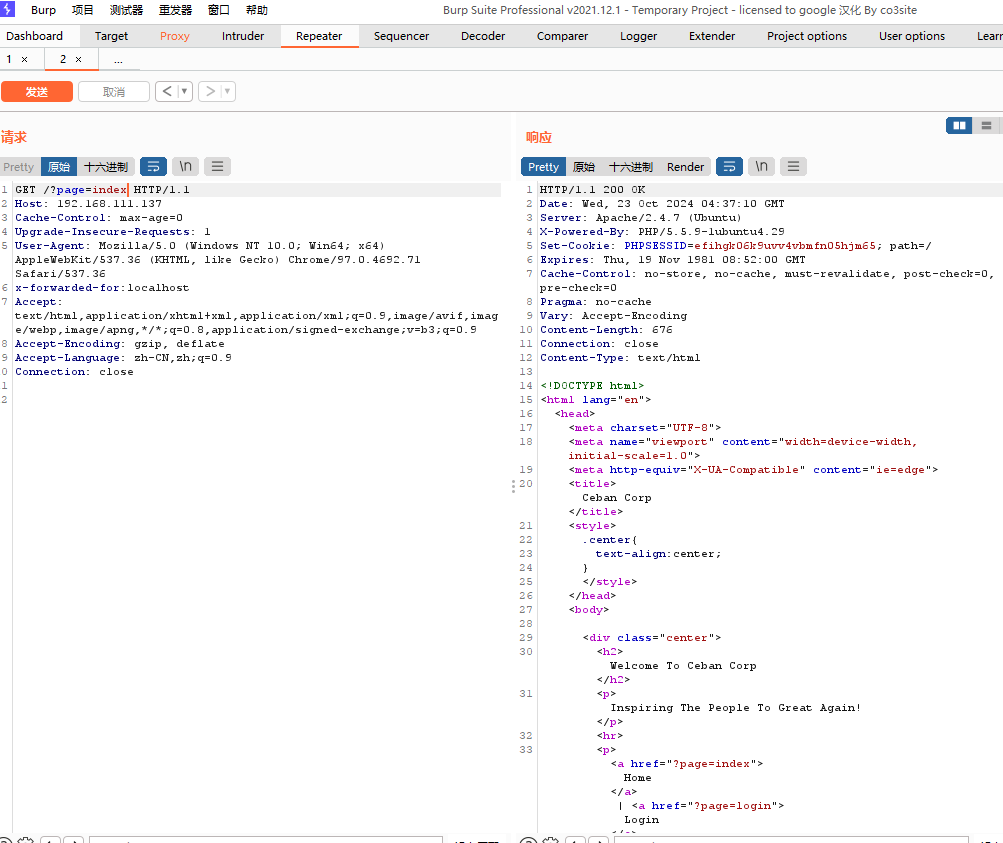 Burp 项目 测试器 重发器 窗口 帮助 Burp Suite Professional v2021.12.1 - Temporary Project - licensed to google 汉化 By co3site
Dashboard Target Proxy Intruder Repeater Sequencer Decoder Comparer Logger Extender Project options User options Learn
1 × 2 × ...
发送 取消 < ▼ > ▼
请求
Pretty 原始 十六进制 \n
1 GET /?page=index HTTP/1.1
2 Host: 192.168.111.137
3 Cache-Control: max-age=0
4 Upgrade-Insecure-Requests: 1
5 User-Agent: Mozilla/5.0 (Windows NT 10.0; Win64; x64)
AppleWebKit/537.36 (KHTML, like Gecko) Chrome/97.0.4692.71
Safari/537.36
6 x-forwarded-for:localhost
7 Accept:
text/html,application/xhtml+xml,application/xml;q=0.9,image/avif,imag
e/webp,image/apng,*/*;q=0.8,application/signed-exchange;v=b3;q=0.9
8 Accept-Encoding: gzip, deflate
9 Accept-Language: zh-CN,zh;q=0.9
0 Connection: close
1
2
响应
Pretty 原始 十六进制 Render \n
1 HTTP/1.1 200 OK
2 Date: Wed, 23 Oct 2024 04:37:10 GMT
3 Server: Apache/2.4.7 (Ubuntu)
4 X-Powered-By: PHP/5.5.9-1ubuntu4.29
5 Set-Cookie: PHPSESSID=efihgk06k9uvv4vbmfn05hjm65; path=/
6 Expires: Thu, 19 Nov 1981 08:52:00 GMT
7 Cache-Control: no-store, no-cache, must-revalidate, post-check=0,
pre-check=0
8 Pragma: no-cache
9 Vary: Accept-Encoding
10 Content-Length: 676
11 Connection: close
12 Content-Type: text/html
13
14 <!DOCTYPE html>
15 <html lang="en">
16 <head>
17 <meta charset="UTF-8">
18 <meta name="viewport" content="width=device-width,
initial-scale=1.0">
19 <meta http-equiv="X-UA-Compatible" content="ie=edge">
20 <title>
Ceban Corp
</title>
21 <style>
22 .center{
23 text-align:center;
24 }
25 </style>
26 </head>
27 <body>
28
29 <div class="center">
30 <h2>
Welcome To Ceban Corp
</h2>
31 <p>
Inspiring The People To Great Again!
</p>
32 <hr>
33 <p>
<a href="?page=index">
Home
</a>
| <a href="?page=login">
Login